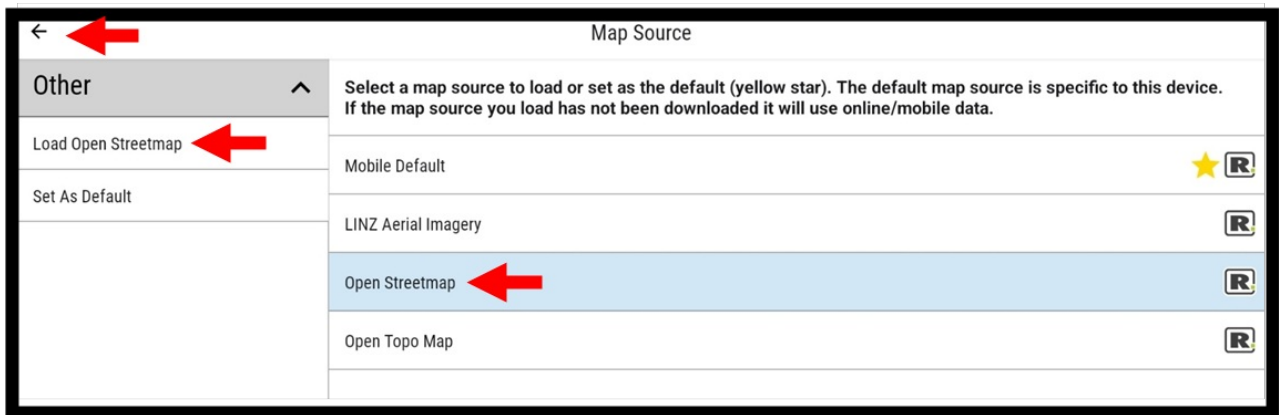 Map Source
Other
Load Open Streetmap
Set As Default
Select a map source to load or set as the default (yellow star). The default map source is specific to this device.
If the map source you load has not been downloaded it will use online/mobile data.
Mobile Default
R
LINZ Aerial Imagery
R
Open Streetmap
R
Open Topo Map
R